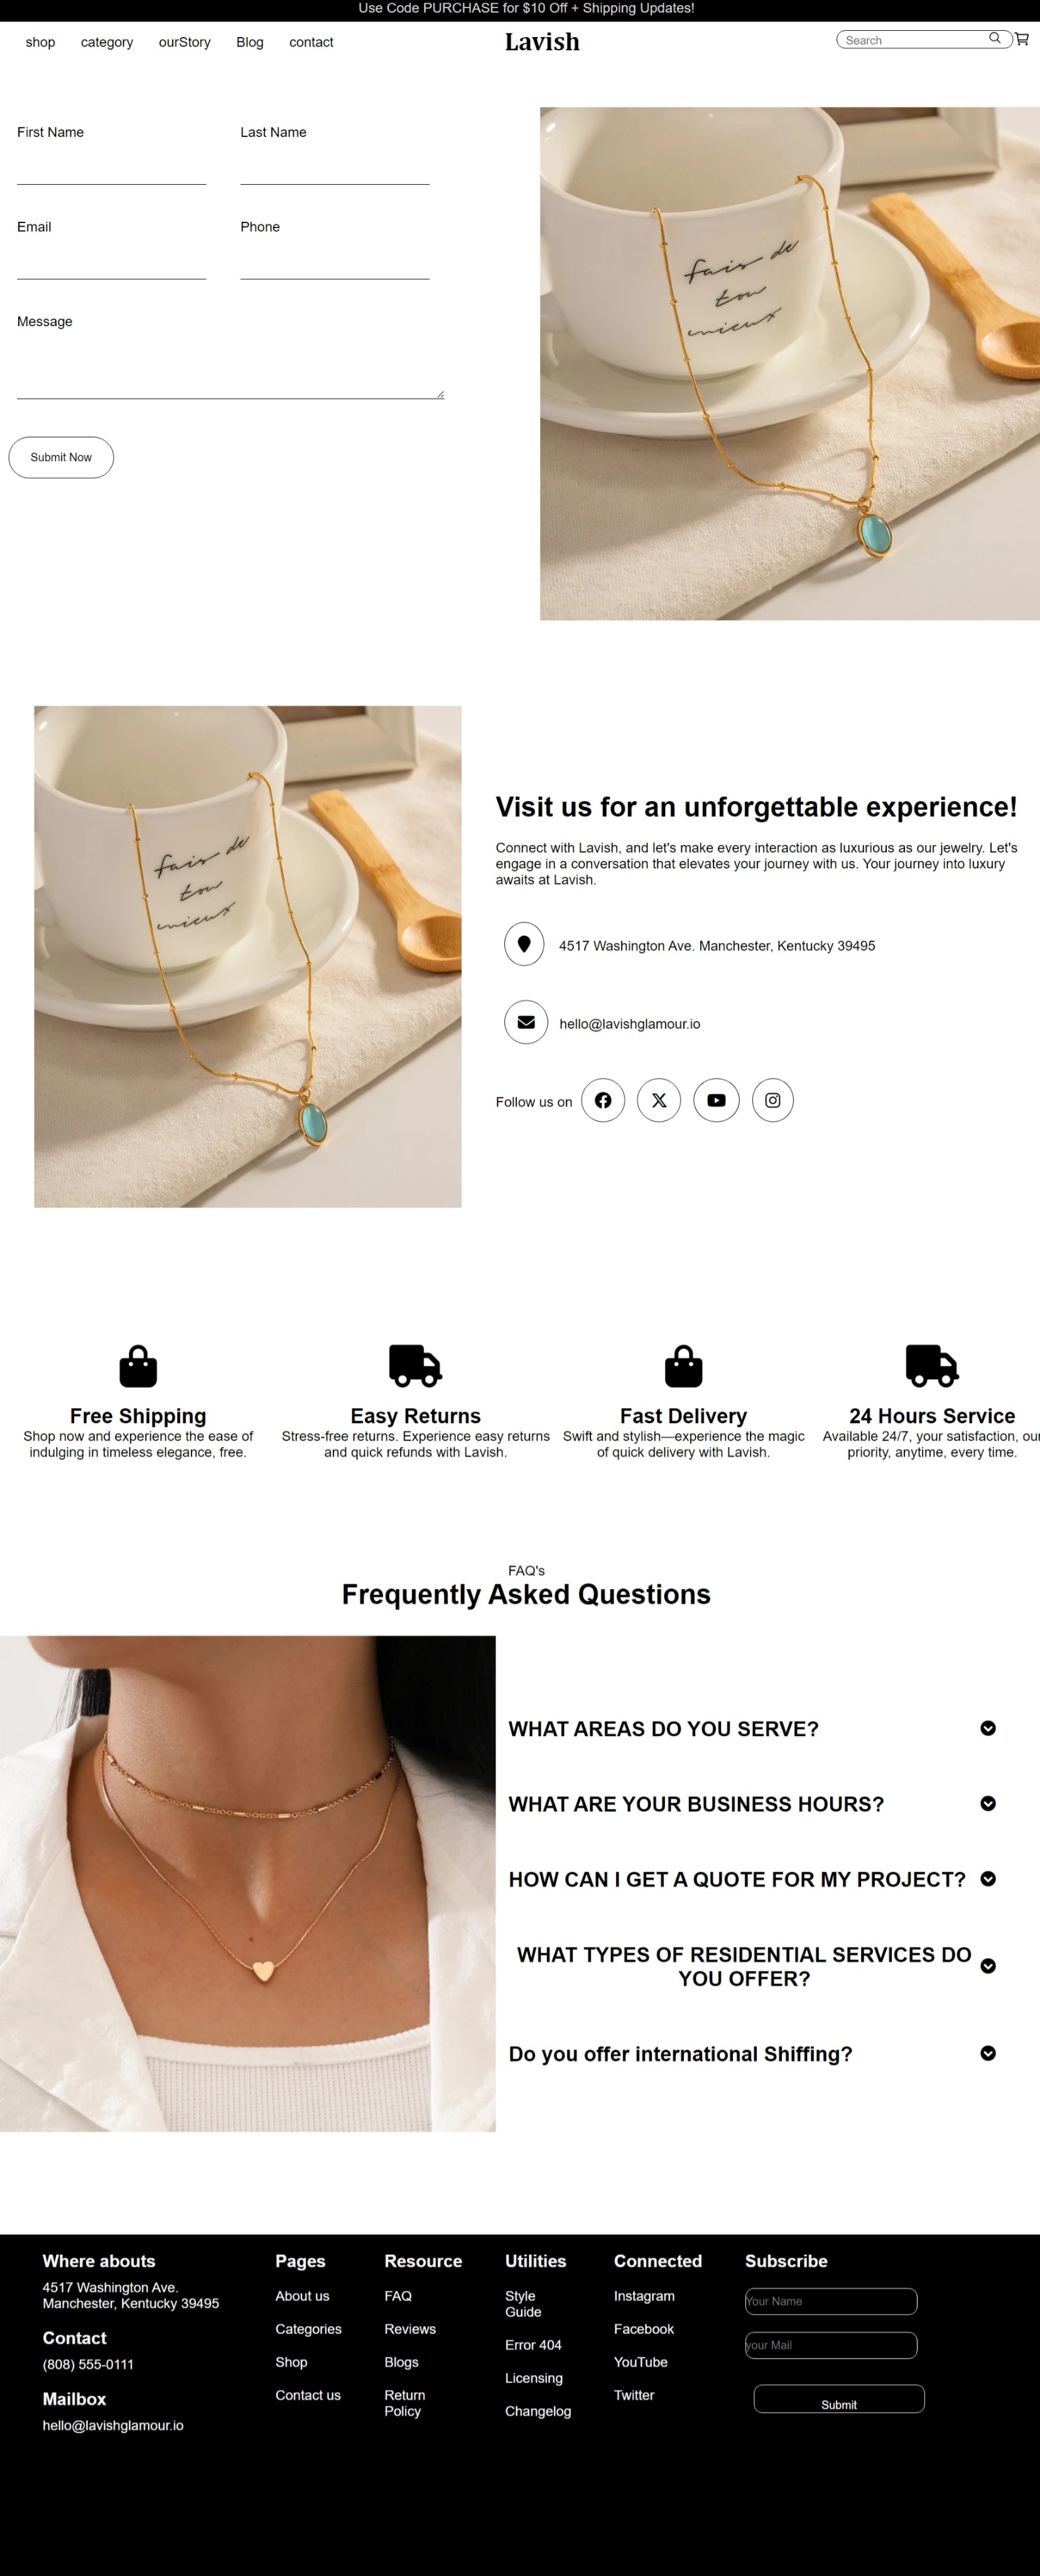 Use Code PURCHASE for $10 Off + Shipping Updates!
shop category ourStory Blog contact
Lavish
Search
First Name Last Name
Email Phone
Message
Submit Now
fais de
ton
mieux
fais de
ton
mieux
Visit us for an unforgettable experience!
Connect with Lavish, and let's make every interaction as luxurious as our jewelry. Let's
engage in a conversation that elevates your journey with us. Your journey into luxury
awaits at Lavish.
4517 Washington Ave. Manchester, Kentucky 39495
hello@lavishglamour.io
Follow us on
Free Shipping
Shop now and experience the ease of
indulging in timeless elegance, free.
Easy Returns
Stress-free returns. Experience easy returns
and quick refunds with Lavish.
Fast Delivery
Swift and stylish—experience the magic
of quick delivery with Lavish.
24 Hours Service
Available 24/7, your satisfaction, our
priority, anytime, every time.
FAQ's
Frequently Asked Questions
WHAT AREAS DO YOU SERVE?
WHAT ARE YOUR BUSINESS HOURS?
HOW CAN I GET A QUOTE FOR MY PROJECT?
WHAT TYPES OF RESIDENTIAL SERVICES DO
YOU OFFER?
Do you offer international Shiffing?
Where abouts
4517 Washington Ave.
Manchester, Kentucky 39495
Contact
(808) 555-0111
Mailbox
hello@lavishglamour.io
Pages
About us
Categories
Shop
Contact us
Resource
FAQ
Reviews
Blogs
Return
Policy
Utilities
Style
Guide
Error 404
Licensing
Changelog
Connected
Instagram
Facebook
YouTube
Twitter
Subscribe
Your Name
your Mail
Submit